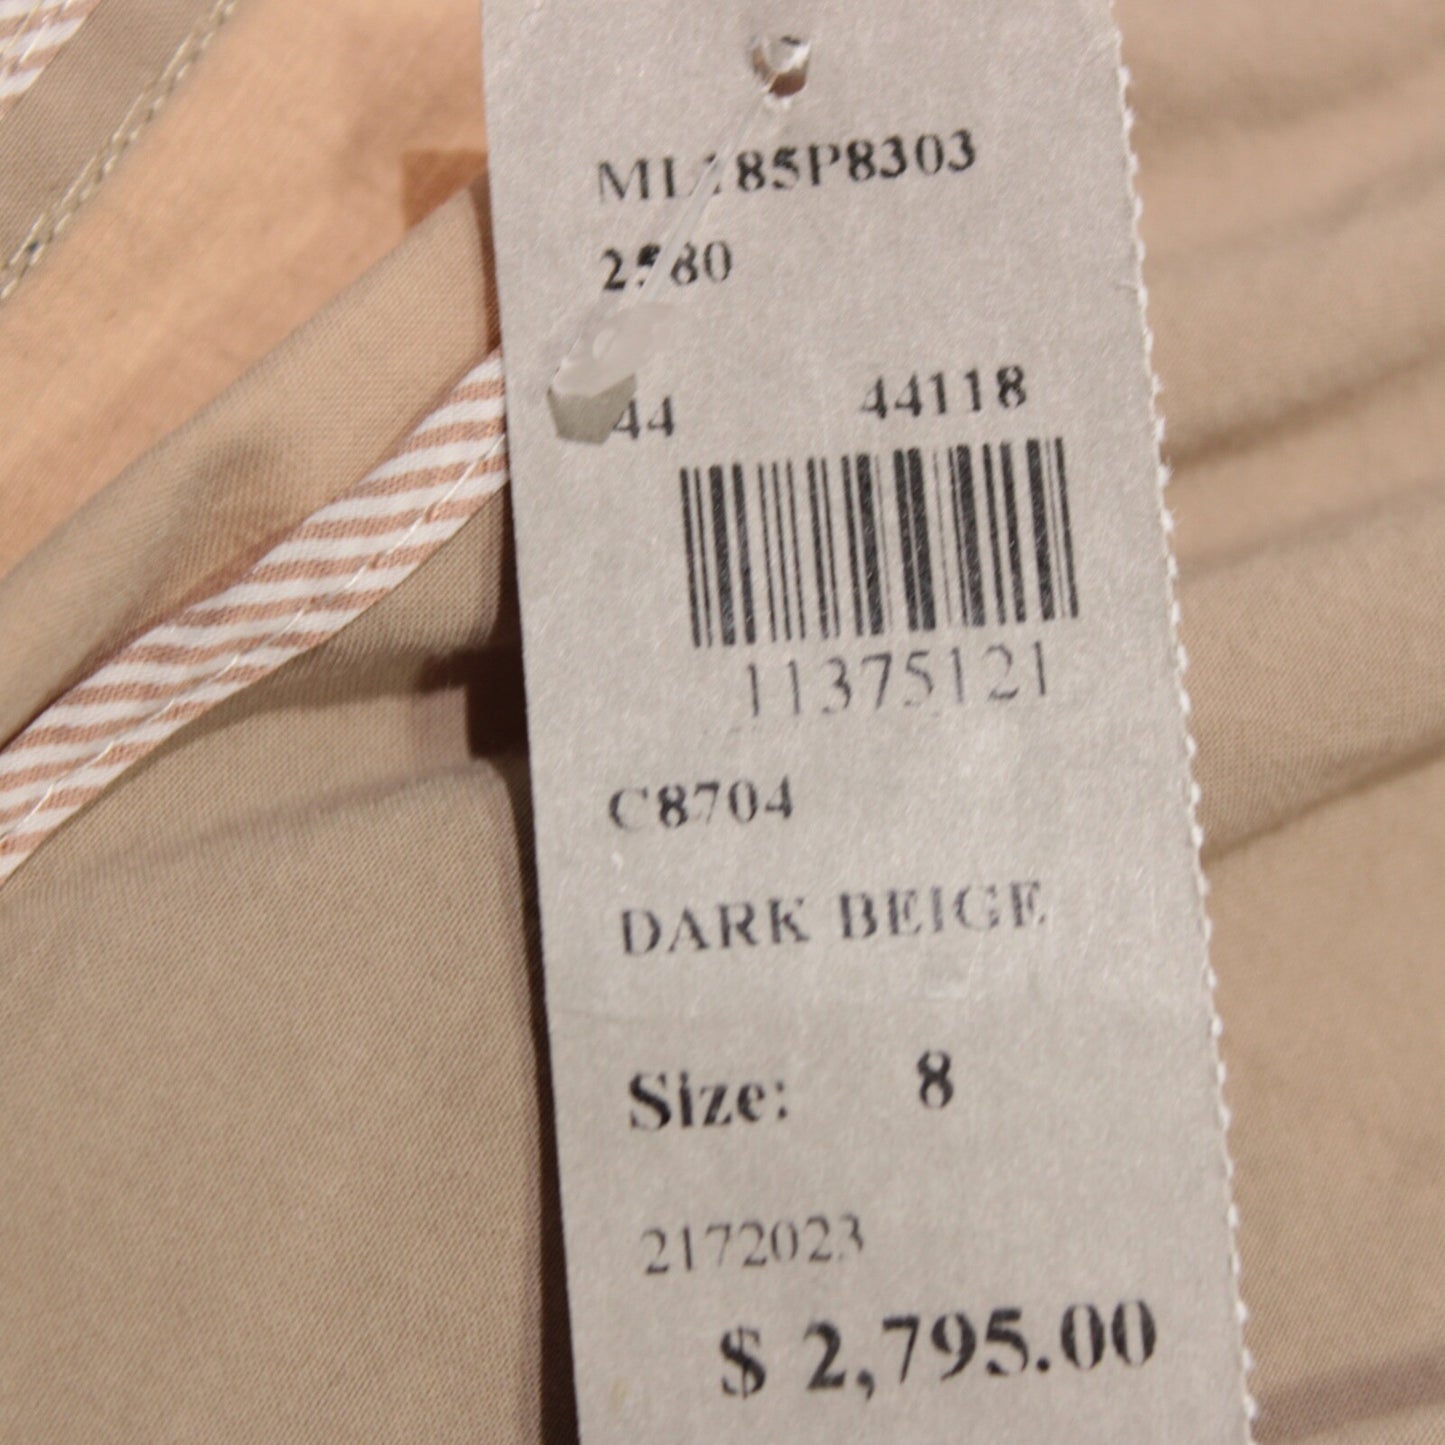 44118
11375121
C8704
DARK BEIGE
Size: 8
2172023
$ 2,795.00